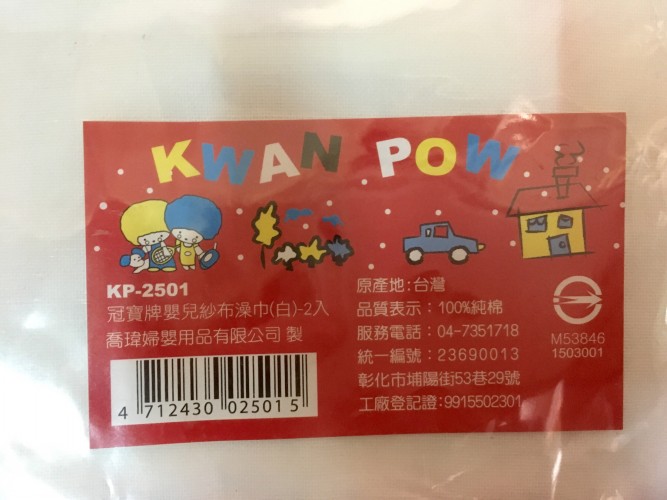 KWAN POW
KP-2501
冠寶牌嬰兒紗布澡巾(白)-2入
喬瑋婦嬰用品有限公司 製
4 712430 025015
原產地:台灣
品質表示：100%純棉
服務電話：04-7351718
統一編號：23690013
彰化市埔陽街53巷29號
工廠登記證:9915502301
M53846
1503001